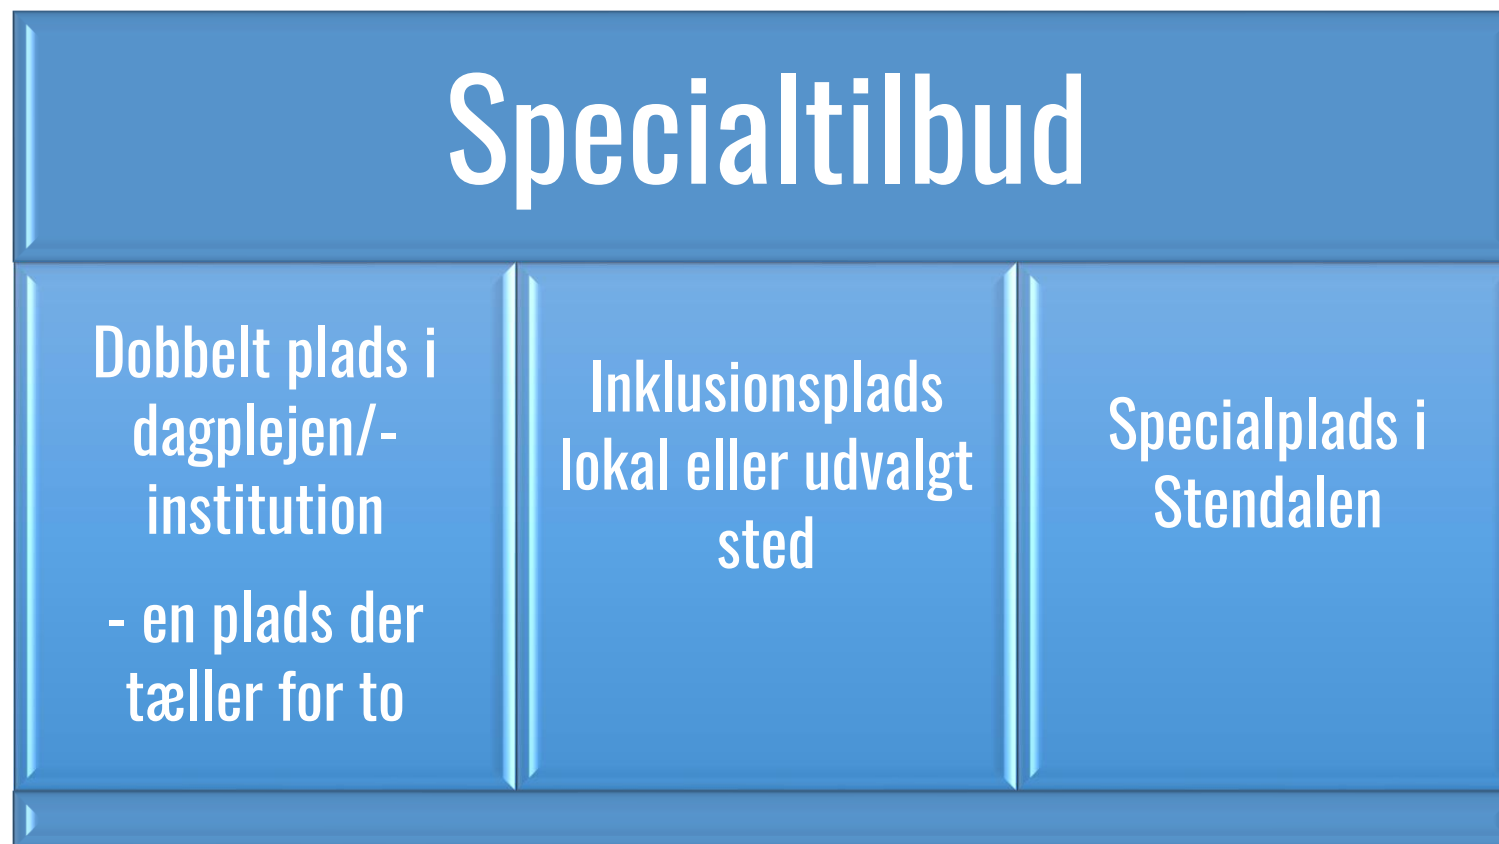 Specialtilbud
Dobbelt plads i
dagplejen/-
institution
- en plads der
tæller for to
Inklusionsplads
lokal eller udvalgt
sted
Specialplads i
Stendalen